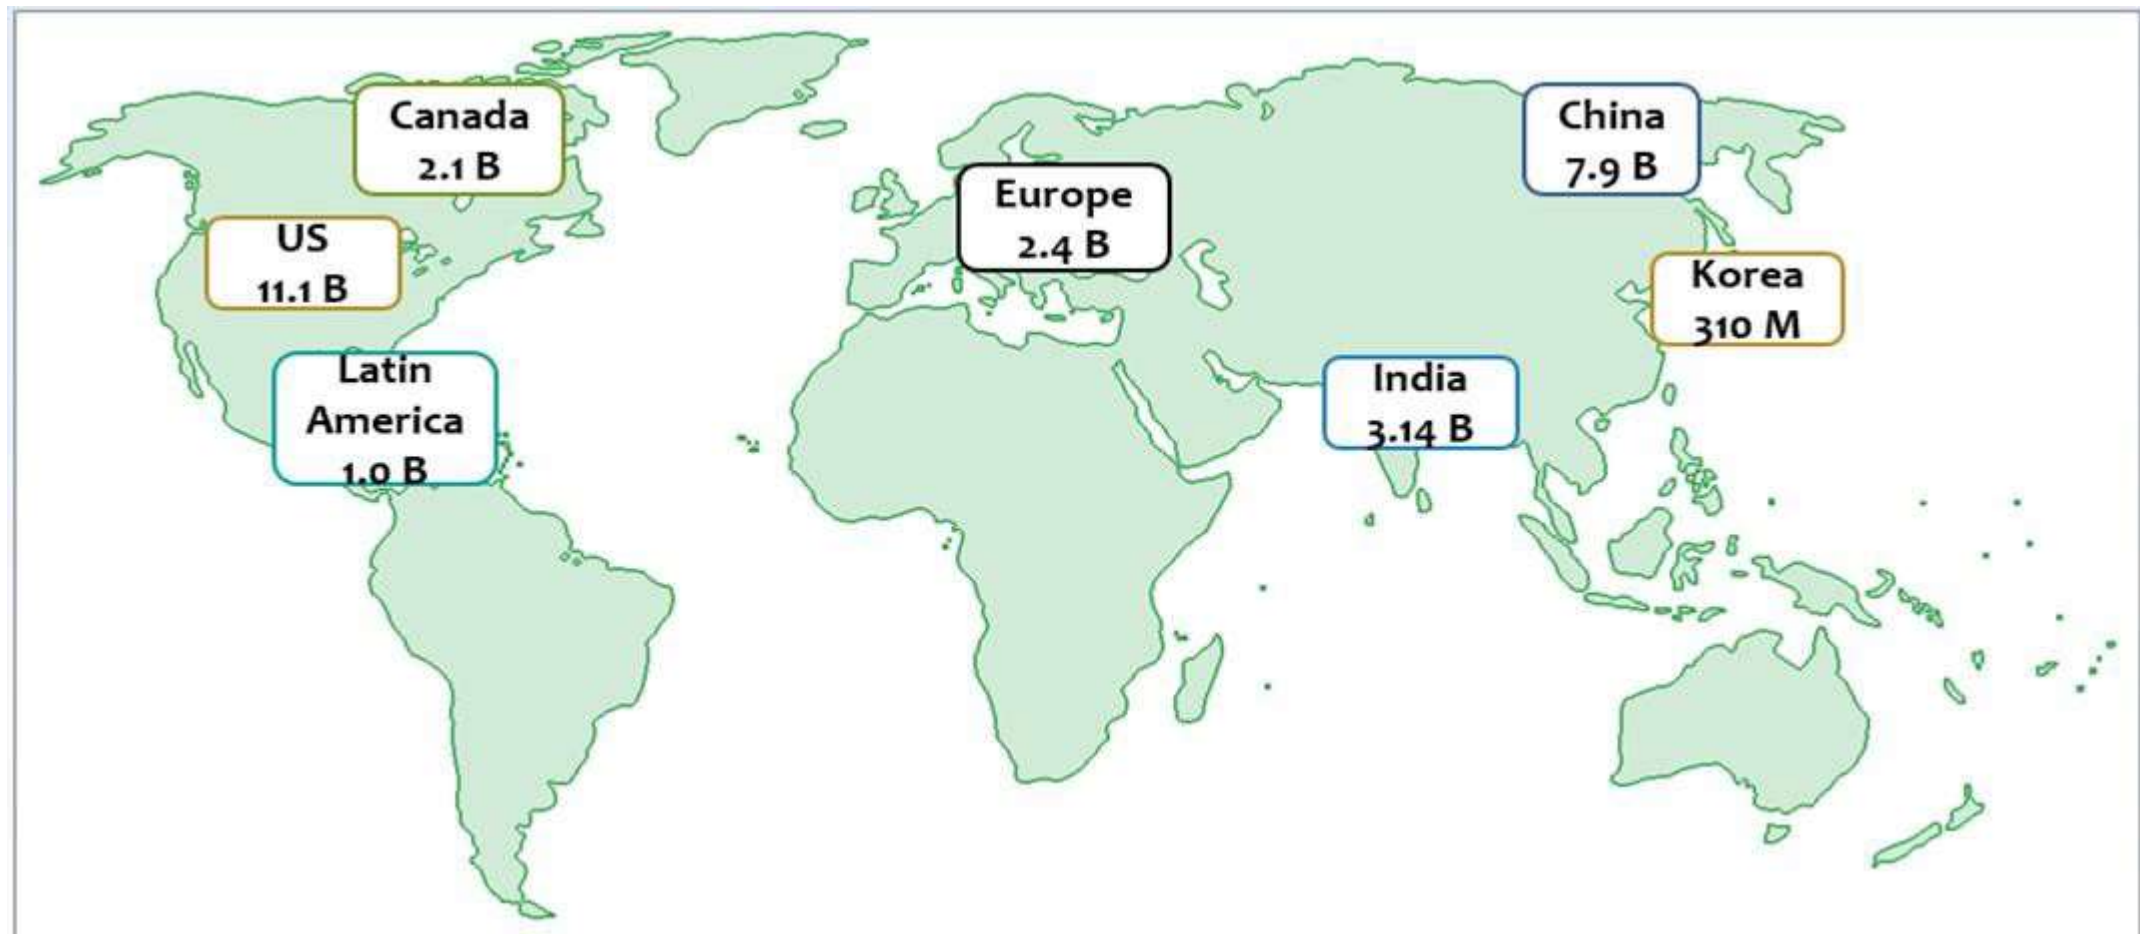 Canada
2.1 B
China
7.9 B
Europe
2.4 B
US
11.1 B
Korea
310 M
Latin
America
1.0 B
India
3.14 B